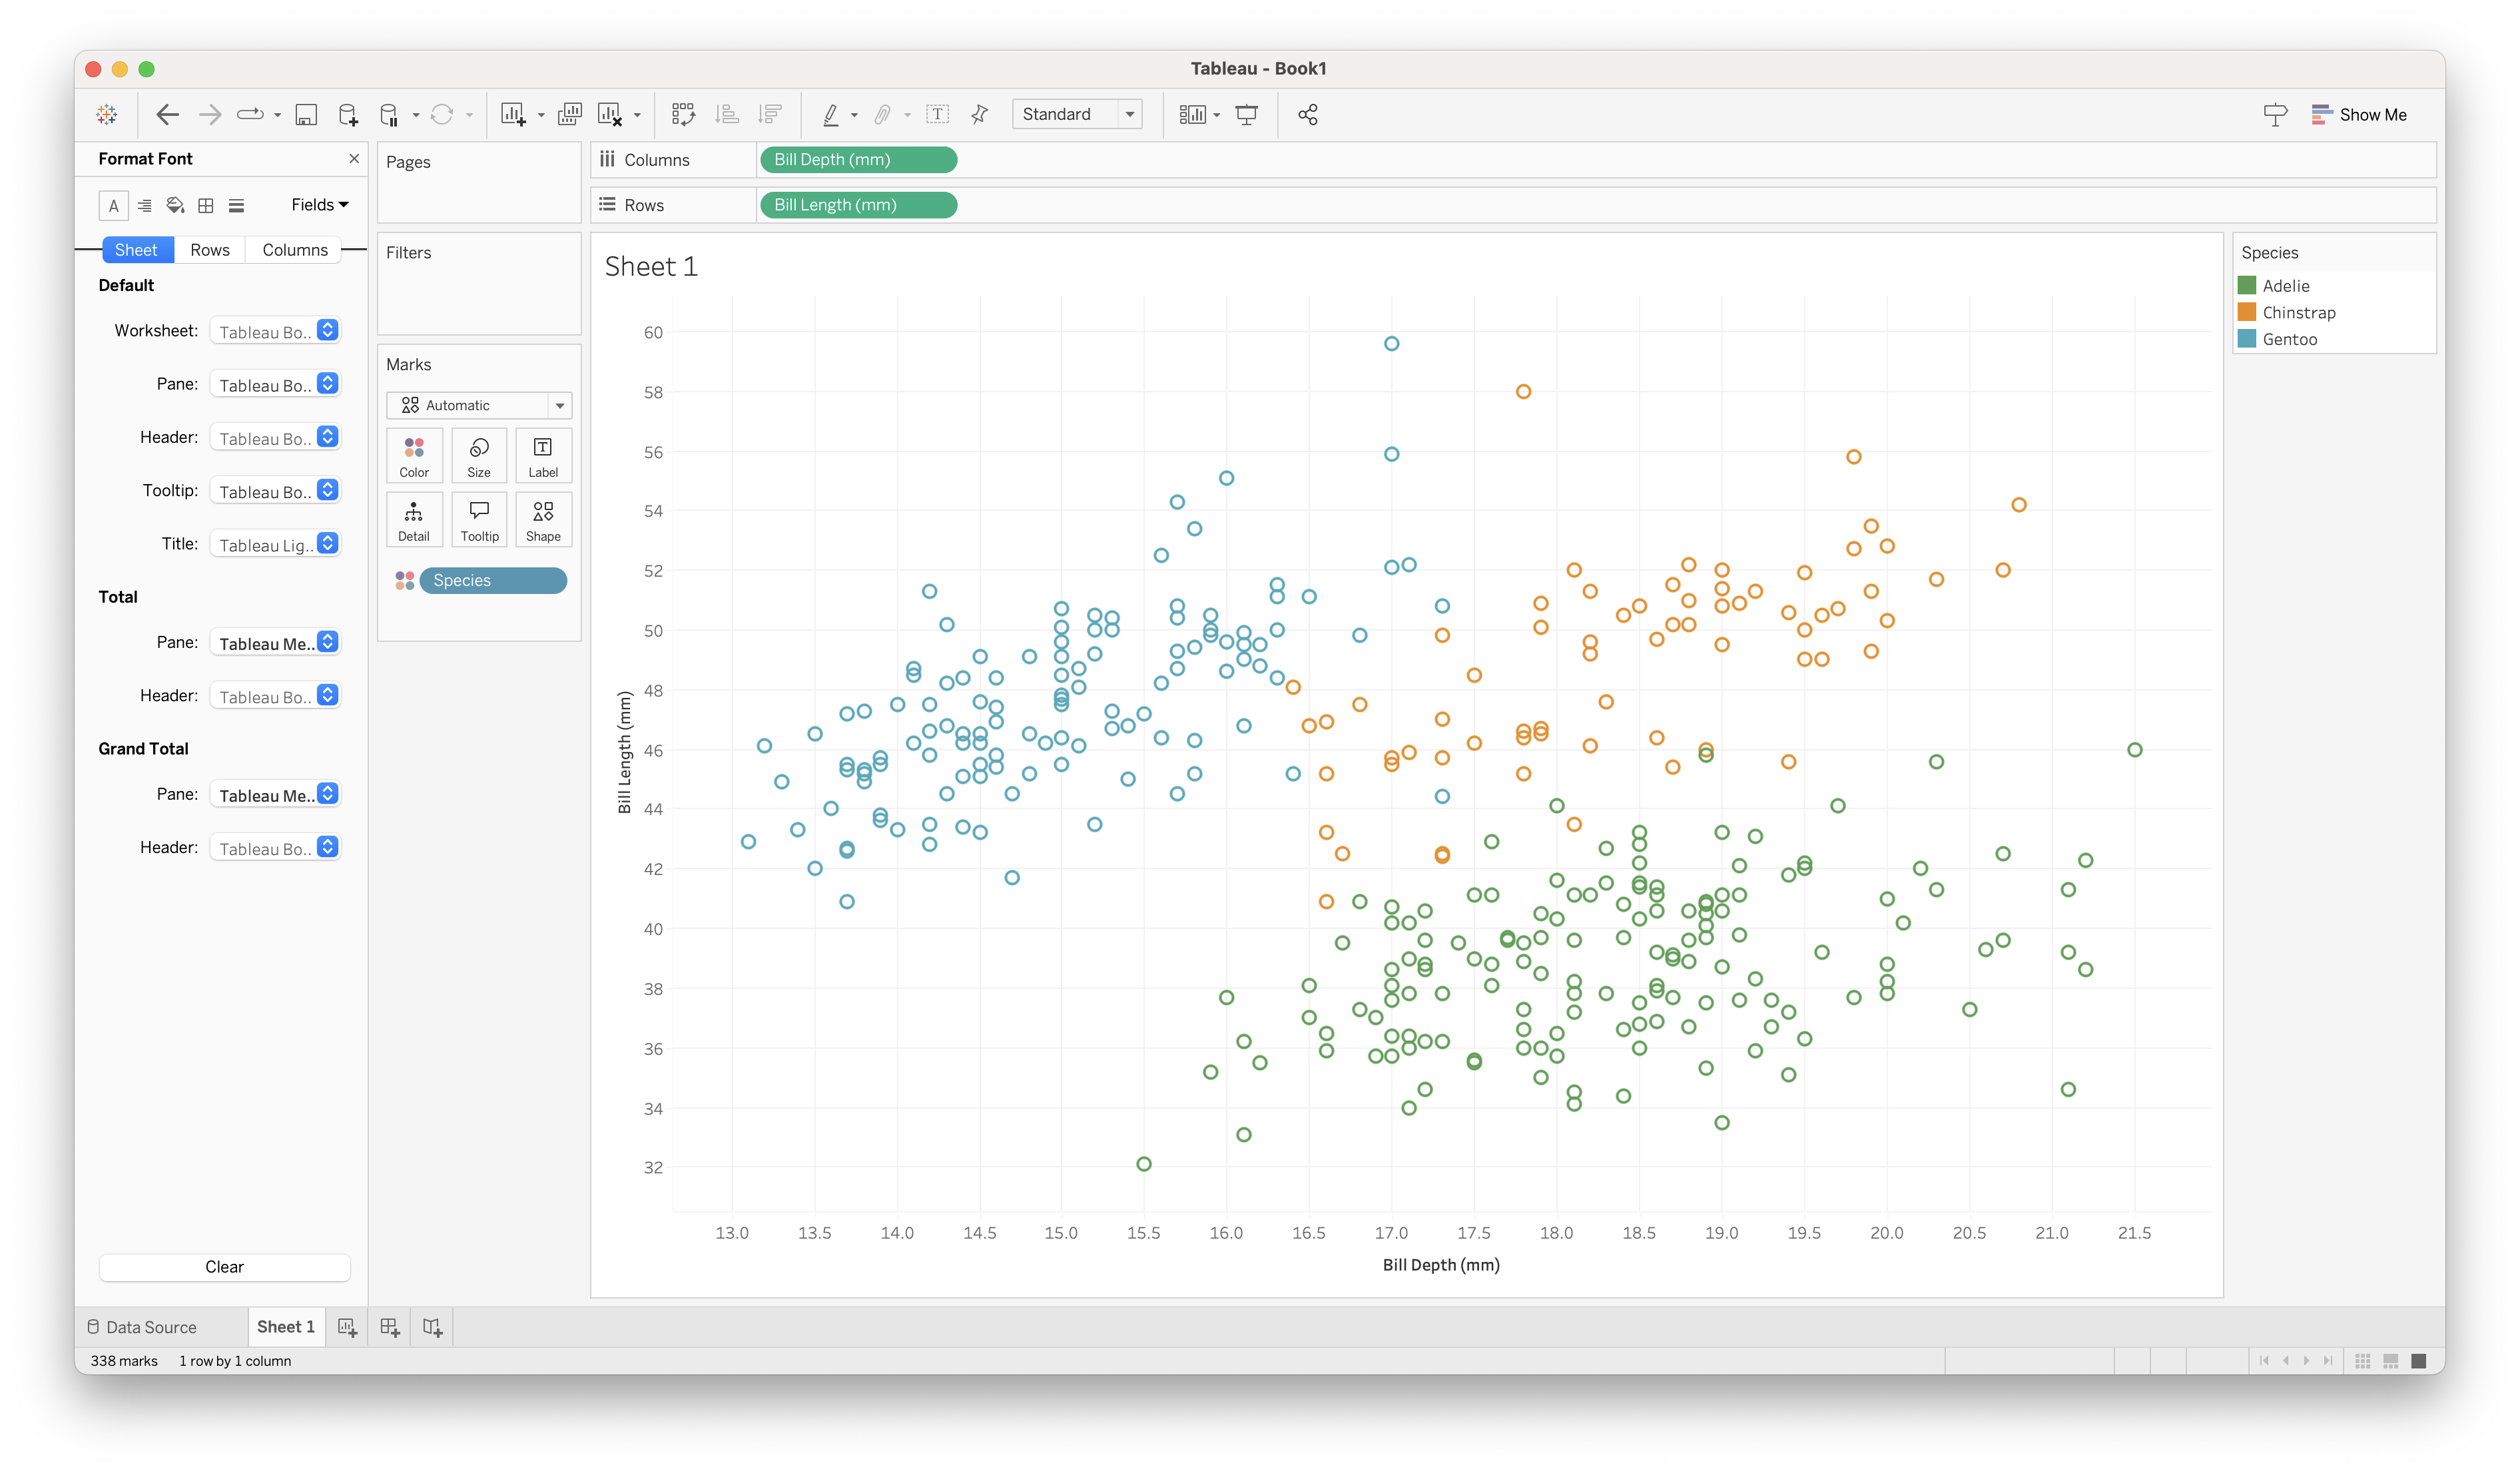 Tableau - Book1
Standard
Show Me
Format Font
Fields
Sheet Rows Columns
Default
Worksheet: Tableau Bo..
Pane: Tableau Bo..
Header: Tableau Bo..
Tooltip: Tableau Bo..
Title: Tableau Lig..
Total
Pane: Tableau Me..
Header: Tableau Bo..
Grand Total
Pane: Tableau Me..
Header: Tableau Bo..
Clear
Pages
Filters
Marks
Automatic
Color Size Label
Detail Tooltip Shape
Species
Columns Bill Depth (mm)
Rows Bill Length (mm)
Sheet 1
Bill Length (mm)
60
58
56
54
52
50
48
46
44
42
40
38
36
34
32
13.0 13.5 14.0 14.5 15.0 15.5 16.0 16.5 17.0 17.5 18.0 18.5 19.0 19.5 20.0 20.5 21.0 21.5
Bill Depth (mm)
Species
Adelie
Chinstrap
Gentoo
Data Source Sheet 1
338 marks 1 row by 1 column